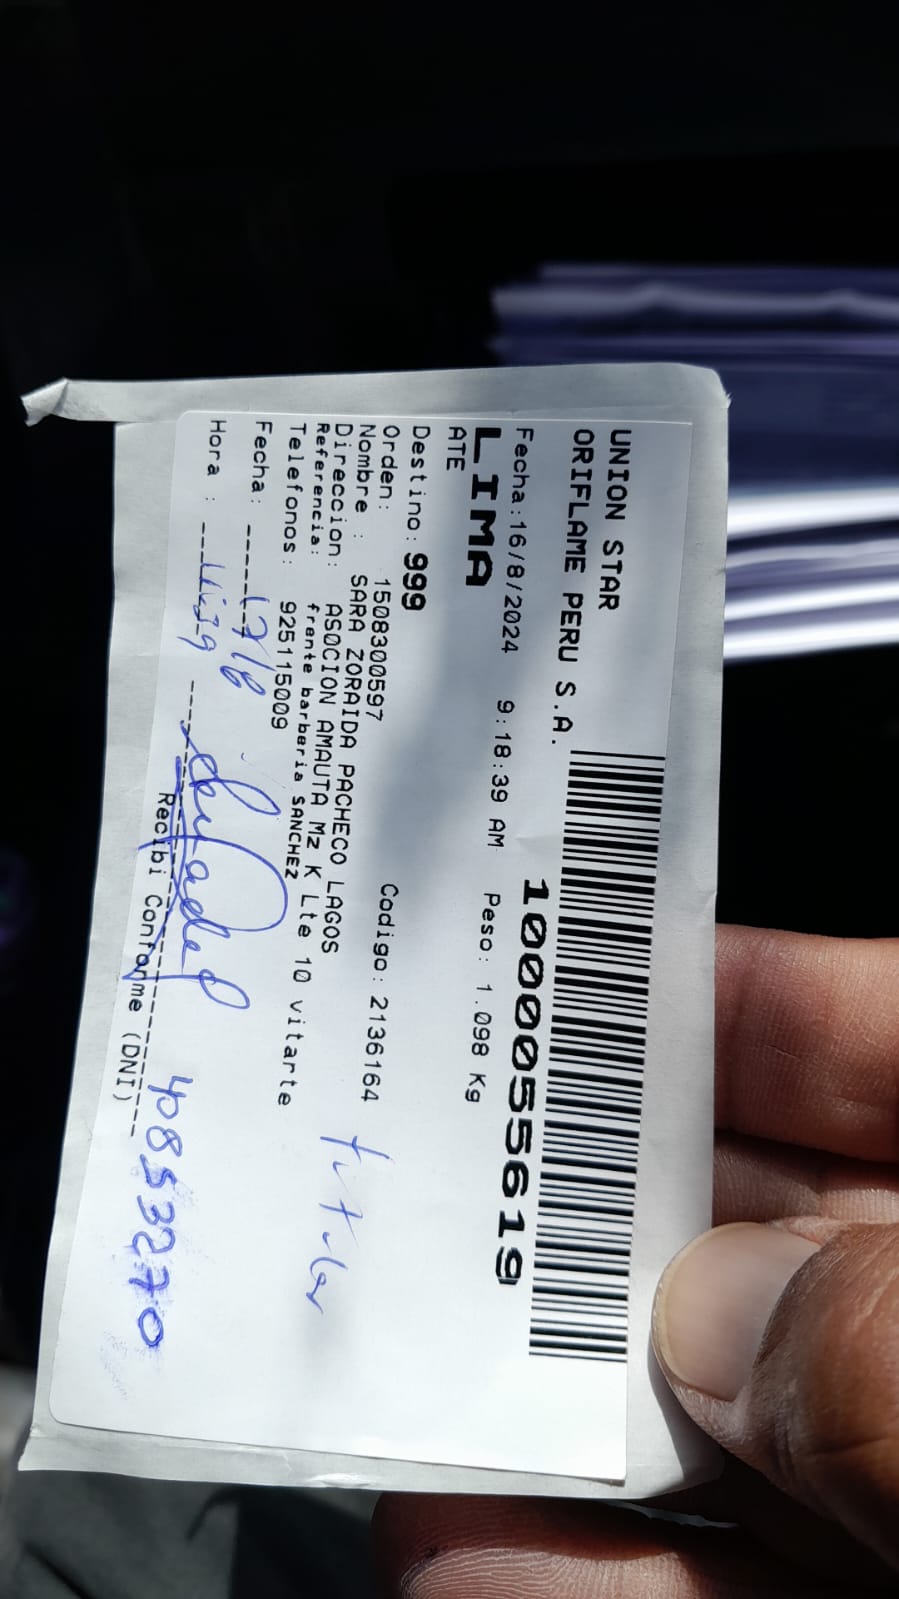 UNION STAR
ORIFLAME PERU S.A.
1000055619
Fecha:16/8/2024 9:18:39 AM Peso: 1.098 Kg
LIMA
ATE
Destino: 999
Orden: 1508300597 Codigo: 2136164
Nombre : SARA ZORAIDA PACHECO LAGOS
Direccion: ASOCION AMAUTA Mz K Lte 10 vitarte
Referencia: frente barberia SANCHEZ
Telefonos: 925115009
titular
Fecha: 17/8
Hora :
40853270
Recibi Conforme (DNI)